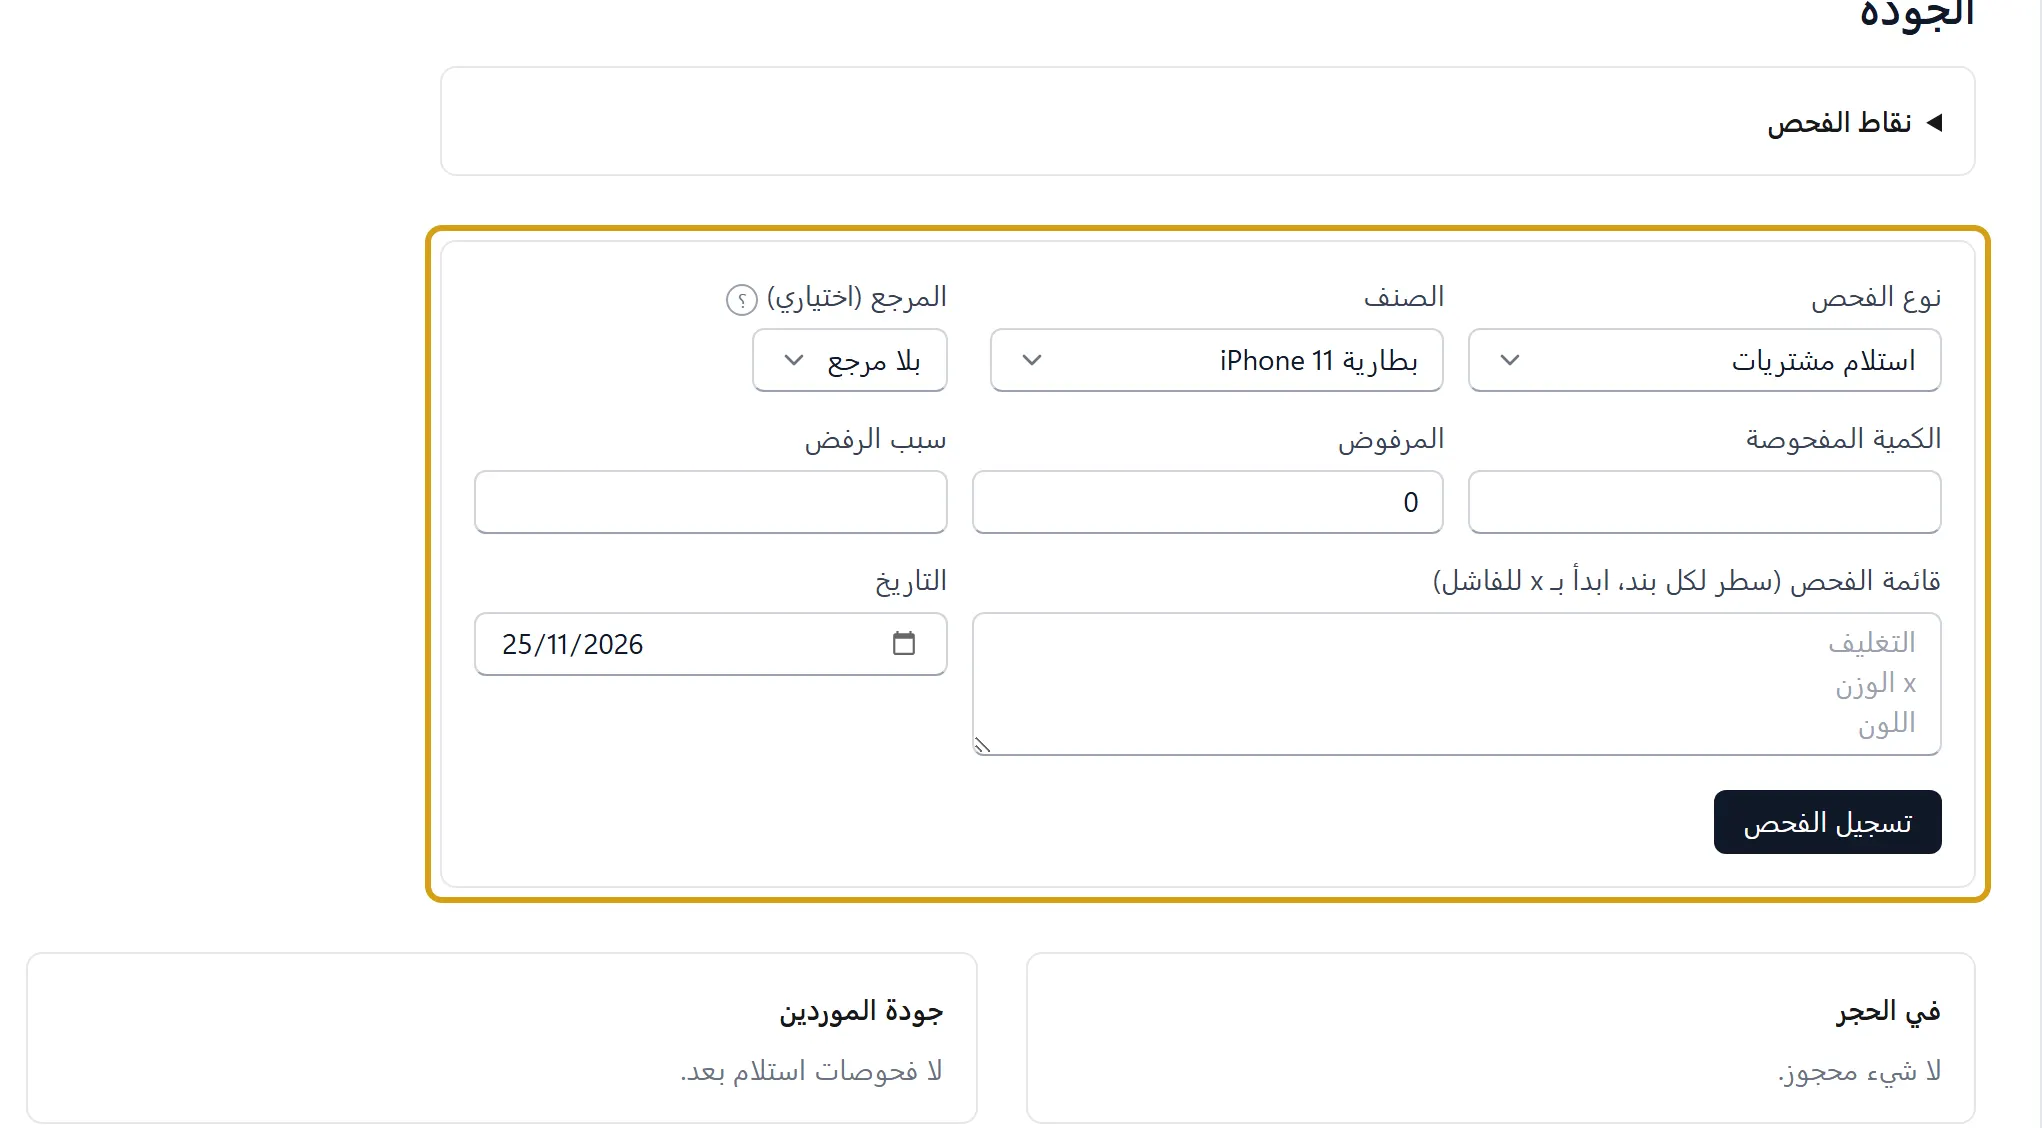 الجودة
نقاط الفحص
نوع الفحص
الصنف
المرجع (اختياري) ؟
استلام مشتريات
بطارية iPhone 11
بلا مرجع
الكمية المفحوصة
المرفوض
سبب الرفض
0
قائمة الفحص (سطر لكل بند، ابدأ بـ x للفاشل)
التاريخ
التغليف
x الوزن
اللون
25/11/2026
تسجيل الفحص
في الحجر
لا شيء محجوز.
جودة الموردين
لا فحوصات استلام بعد.